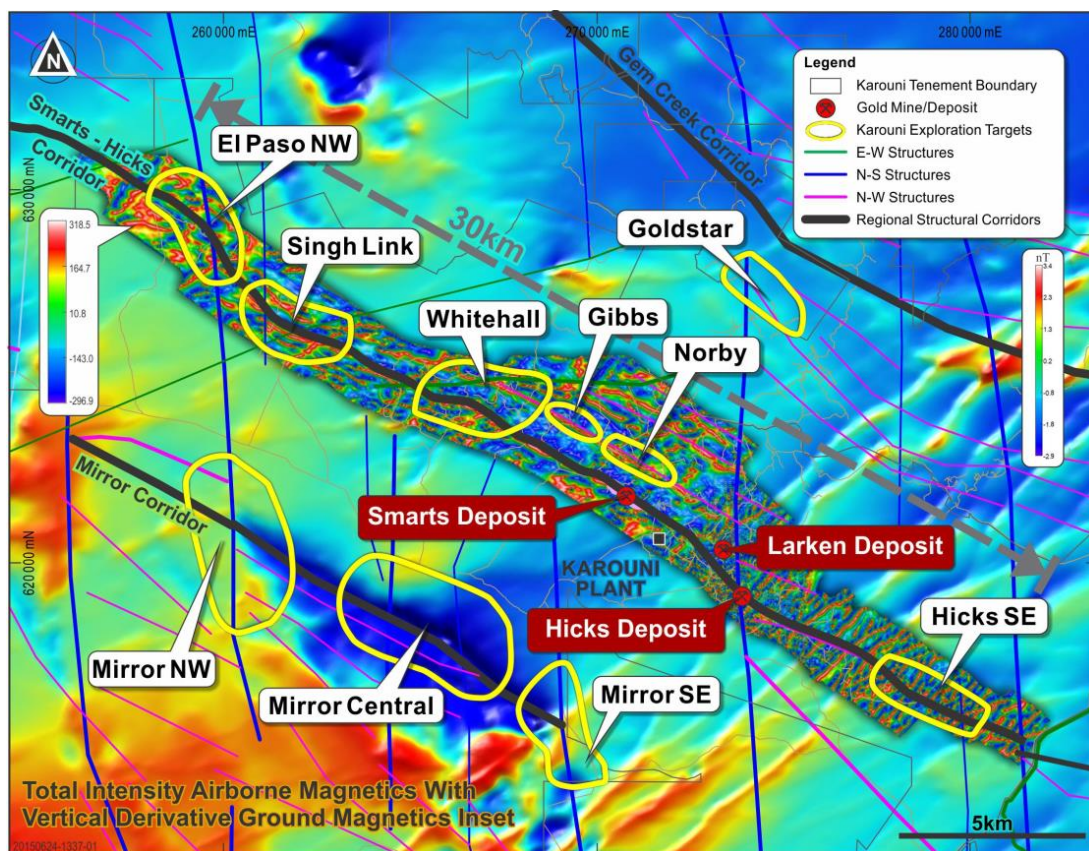 260 000 mE
270 000 mE
280 000 mE
N
Legend
Karouni Tenement Boundary
Gold Mine/Deposit
Karouni Exploration Targets
E-W Structures
N-S Structures
N-W Structures
Regional Structural Corridors
Gem Creek Corridor
Smarts - Hicks
Corridor
El Paso NW
630 000 mN
318.5
164.7
10.8
-143.0
-296.9
30km
Goldstar
Singh Link
nT
3.4
2.3
1.3
0.2
-0.8
-1.8
-2.9
Whitehall
Gibbs
Norby
Mirror Corridor
Smarts Deposit
Larken Deposit
KAROUNI
PLANT
620 000 mN
Hicks Deposit
Hicks SE
Mirror NW
Mirror Central
Mirror SE
Total Intensity Airborne Magnetics With
Vertical Derivative Ground Magnetics Inset
5km
20150624-1337-01